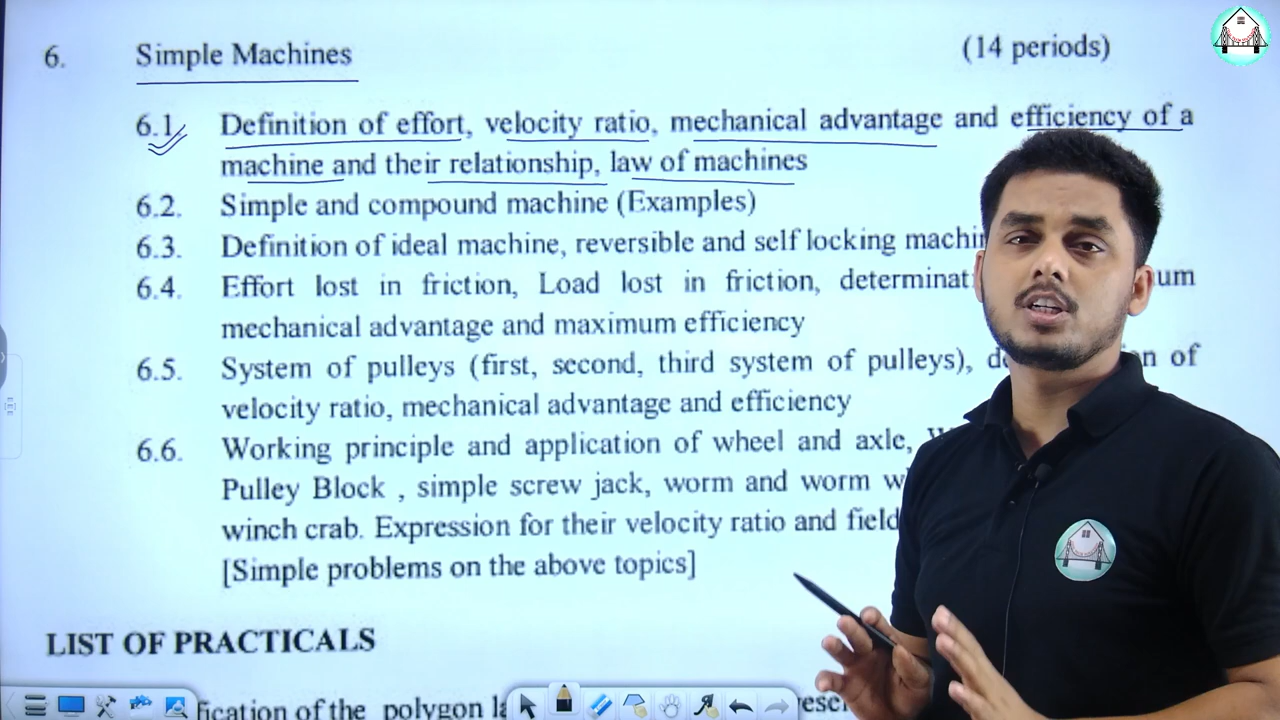 6. Simple Machines (14 periods)
6.1 Definition of effort, velocity ratio, mechanical advantage and efficiency of a
machine and their relationship, law of machines
6.2. Simple and compound machine (Examples)
6.3. Definition of ideal machine, reversible and self locking machin
6.4. Effort lost in friction, Load lost in friction, determinat um
mechanical advantage and maximum efficiency
6.5. System of pulleys (first, second, third system of pulleys), de on of
velocity ratio, mechanical advantage and efficiency
6.6. Working principle and application of wheel and axle,
Pulley Block , simple screw jack, worm and worm w
winch crab. Expression for their velocity ratio and field
[Simple problems on the above topics]
LIST OF PRACTICALS
fication of the polygon la